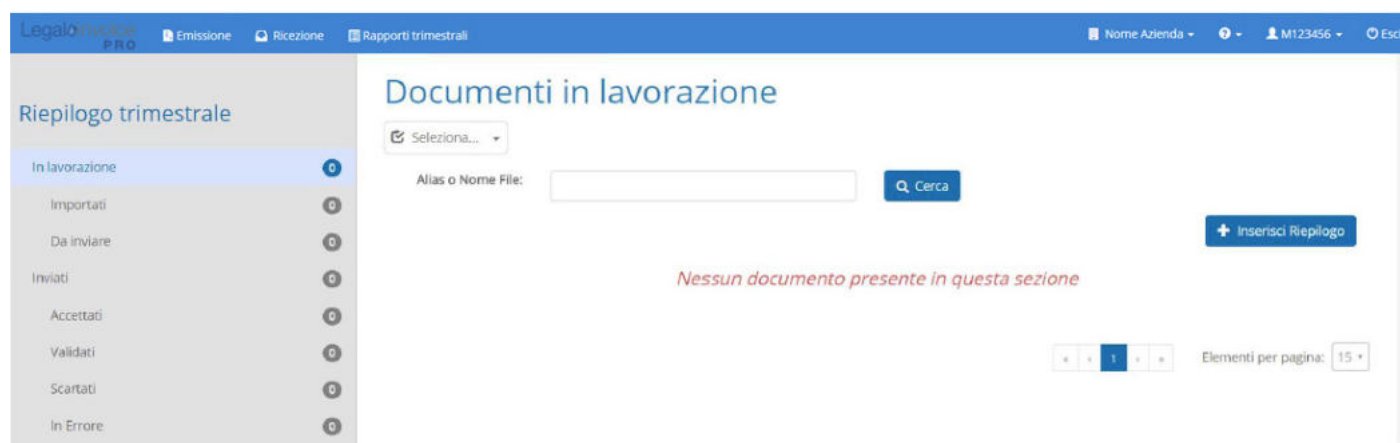 Legalinvoice PRO Emissione Ricezione Rapporti trimestrali Nome Azienda M123456 Esci
Riepilogo trimestrale
In lavorazione 0
Importati 0
Da inviare 0
Inviati 0
Accettati 0
Validati 0
Scartati 0
In Errore 0
Documenti in lavorazione
Seleziona...
Alias o Nome File:
Cerca
Inserisci Riepilogo
Nessun documento presente in questa sezione
« ‹ 1 › » Elementi per pagina: 15